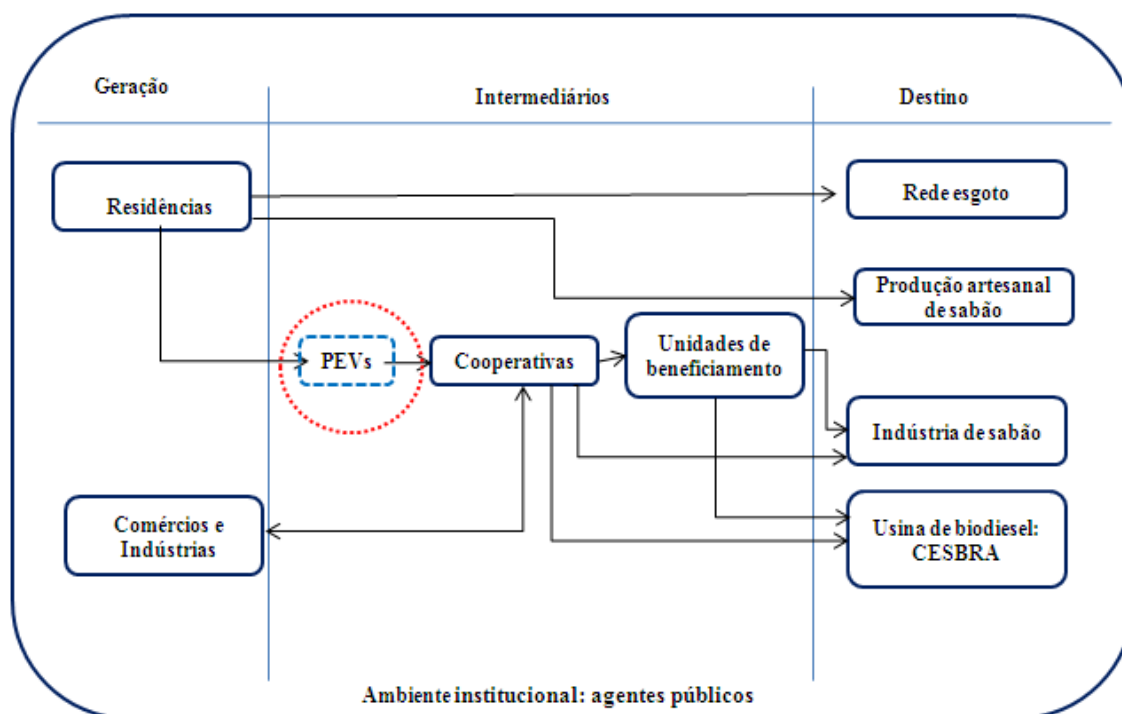 Geração
Intermediários
Destino
Residências
Rede esgoto
Produção artesanal
de sabão
PEVs
Cooperativas
Unidades de
beneficiamento
Indústria de sabão
Comércios e
Indústrias
Usina de biodiesel:
CESBRA
Ambiente institucional: agentes públicos